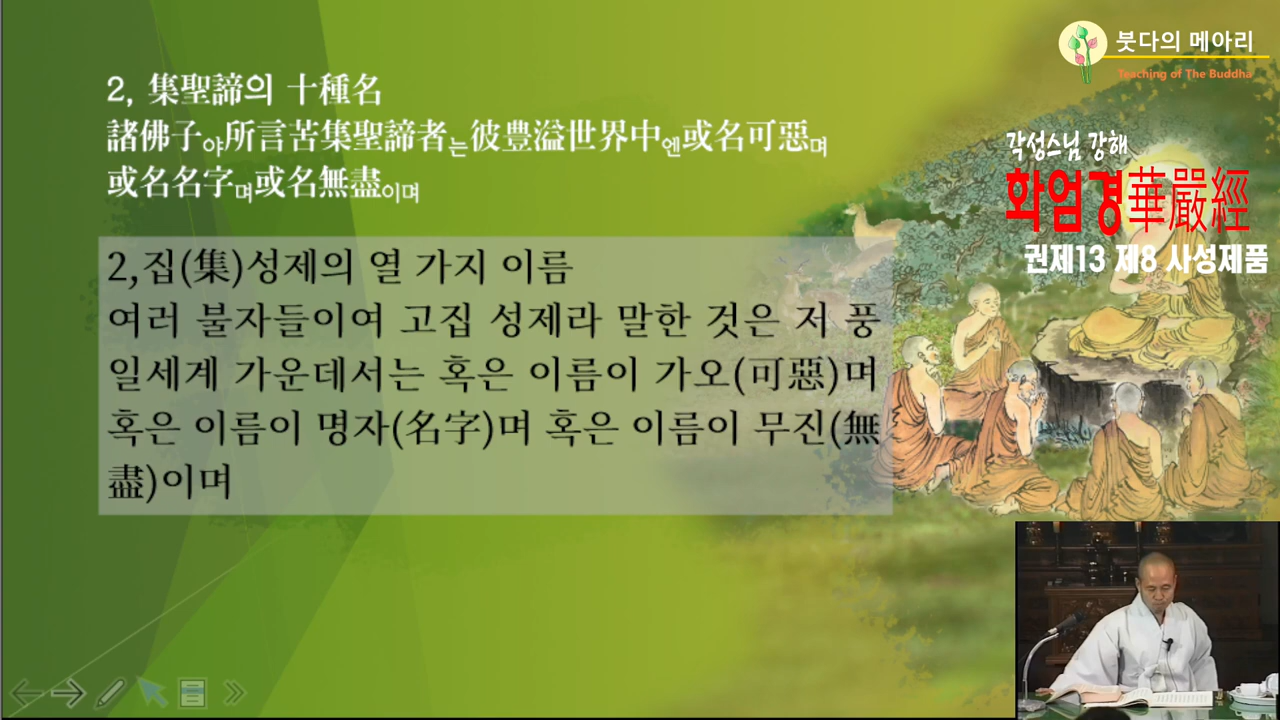 2, 集聖諦의 十種名
諸佛子야所言苦集聖諦者는彼豊溢世界中엔或名可惡며
或名名字며或名無盡이며
2,집(集)성제의 열 가지 이름
여러 불자들이여 고집 성제라 말한 것은 저 풍
일세계 가운데서는 혹은 이름이 가오(可惡)며
혹은 이름이 명자(名字)며 혹은 이름이 무진(無
盡)이며
붓다의 메아리
Teaching of The Buddha
각성스님 강해
화엄경華嚴經
권제13 제8 사성제품